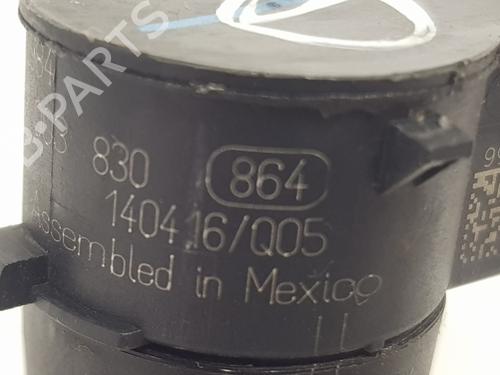 B-PARTS
830 864
140416/Q05
Assembled in Mexico